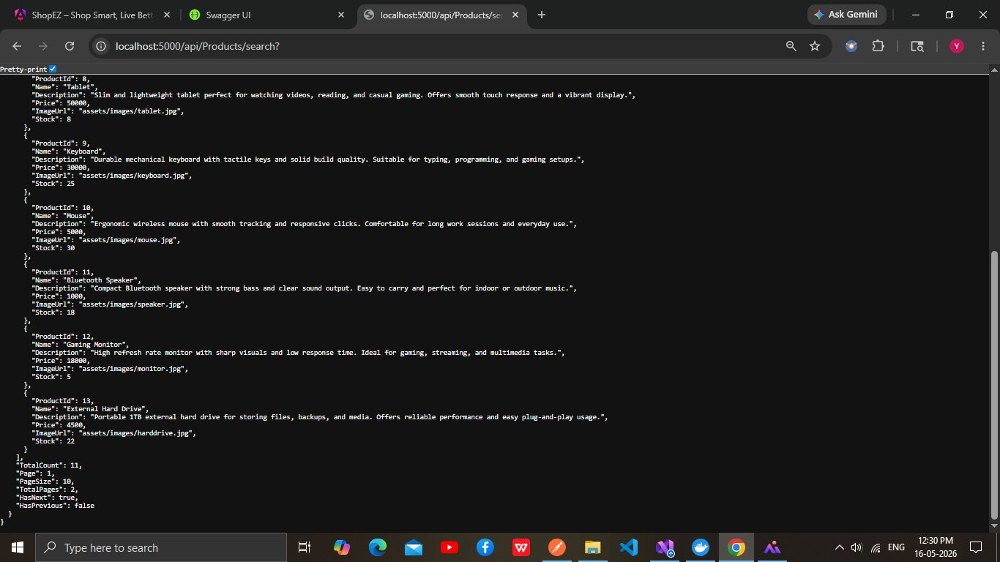 ShopEZ – Shop Smart, Live Bett
Swagger UI
localhost:5000/api/Products/sea
Ask Gemini
localhost:5000/api/Products/search?
Y
Pretty-print
"ProductId": 8,
"Name": "Tablet",
"Description": "Slim and lightweight tablet perfect for watching videos, reading, and casual gaming. Offers smooth touch response and a vibrant display.",
"Price": 50000,
"ImageUrl": "assets/images/tablet.jpg",
"Stock": 8
},
{
"ProductId": 9,
"Name": "Keyboard",
"Description": "Durable mechanical keyboard with tactile keys and solid build quality. Suitable for typing, programming, and gaming setups.",
"Price": 30000,
"ImageUrl": "assets/images/keyboard.jpg",
"Stock": 25
},
{
"ProductId": 10,
"Name": "Mouse",
"Description": "Ergonomic wireless mouse with smooth tracking and responsive clicks. Comfortable for long work sessions and everyday use.",
"Price": 5000,
"ImageUrl": "assets/images/mouse.jpg",
"Stock": 30
},
{
"ProductId": 11,
"Name": "Bluetooth Speaker",
"Description": "Compact Bluetooth speaker with strong bass and clear sound output. Easy to carry and perfect for indoor or outdoor music.",
"Price": 1000,
"ImageUrl": "assets/images/speaker.jpg",
"Stock": 18
},
{
"ProductId": 12,
"Name": "Gaming Monitor",
"Description": "High refresh rate monitor with sharp visuals and low response time. Ideal for gaming, streaming, and multimedia tasks.",
"Price": 18000,
"ImageUrl": "assets/images/monitor.jpg",
"Stock": 5
},
{
"ProductId": 13,
"Name": "External Hard Drive",
"Description": "Portable 1TB external hard drive for storing files, backups, and media. Offers reliable performance and easy plug-and-play usage.",
"Price": 4500,
"ImageUrl": "assets/images/harddrive.jpg",
"Stock": 22
}
],
"TotalCount": 11,
"Page": 1,
"PageSize": 10,
"TotalPages": 2,
"HasNext": true,
"HasPrevious": false
}
}
Type here to search
ENG
12:30 PM
16-05-2026